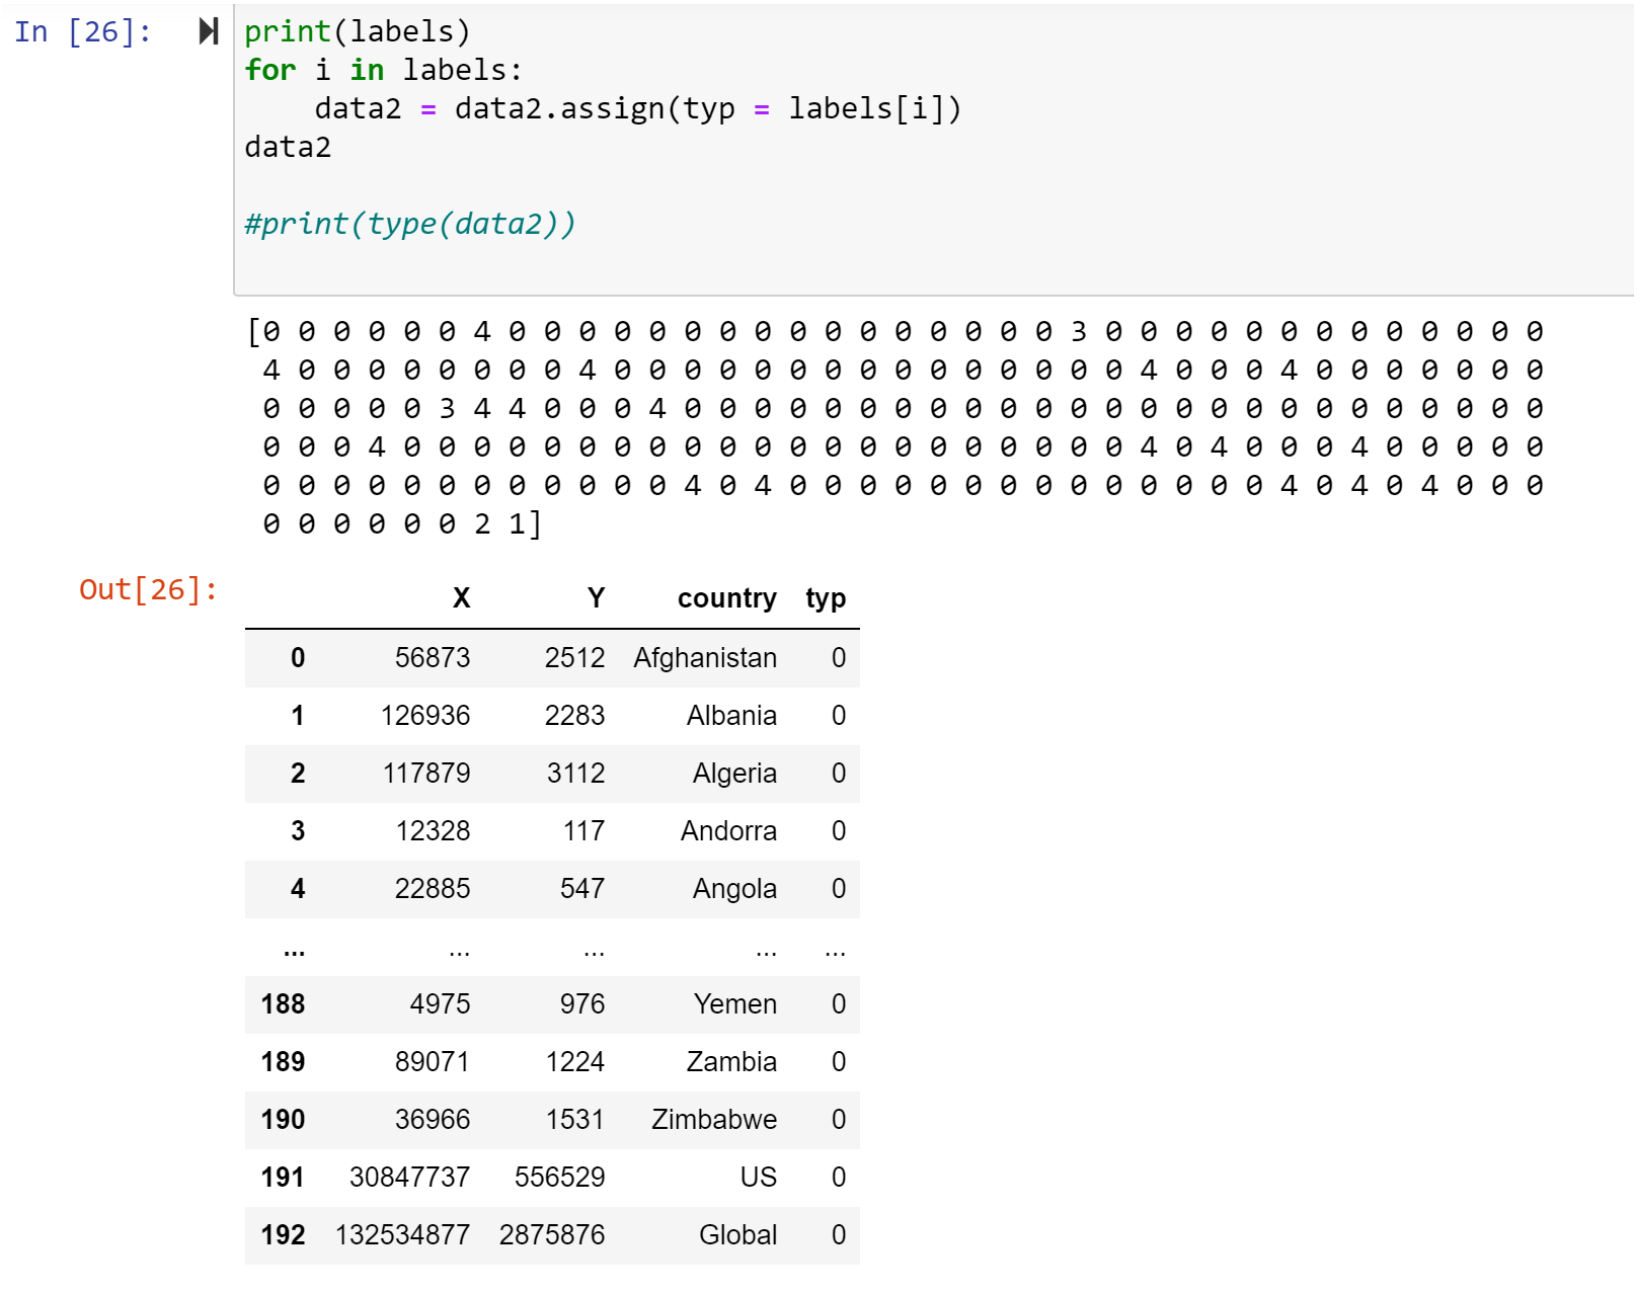 In [26]:
print(labels)
for i in labels:
    data2 = data2.assign(typ = labels[i])
data2
#print(type(data2))
[0 0 0 0 0 0 4 0 0 0 0 0 0 0 0 0 0 0 0 0 0 0 0 3 0 0 0 0 0 0 0 0 0 0 0 0 0
4 0 0 0 0 0 0 0 0 4 0 0 0 0 0 0 0 0 0 0 0 0 0 0 0 4 0 0 0 4 0 0 0 0 0 0 0
0 0 0 0 0 3 4 4 0 0 0 4 0 0 0 0 0 0 0 0 0 0 0 0 0 0 0 0 0 0 0 0 0 0 0 0 0
0 0 0 4 0 0 0 0 0 0 0 0 0 0 0 0 0 0 0 0 0 0 0 0 0 4 0 4 0 0 0 4 0 0 0 0 0
0 0 0 0 0 0 0 0 0 0 0 0 4 0 4 0 0 0 0 0 0 0 0 0 0 0 0 0 0 4 0 4 0 4 0 0 0
0 0 0 0 0 0 2 1]
Out[26]:
X Y country typ
0 56873 2512 Afghanistan 0
1 126936 2283 Albania 0
2 117879 3112 Algeria 0
3 12328 117 Andorra 0
4 22885 547 Angola 0
... ... ... ... ...
188 4975 976 Yemen 0
189 89071 1224 Zambia 0
190 36966 1531 Zimbabwe 0
191 30847737 556529 US 0
192 132534877 2875876 Global 0